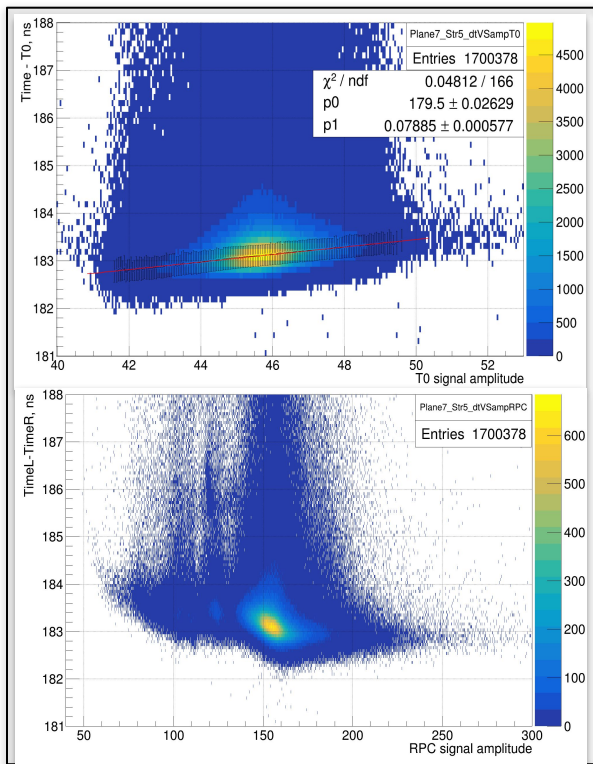 Time - T0, ns
Plane7_Str5_dtVSampT0
Entries 1700378
χ² / ndf 0.04812 / 166
p0 179.5 ± 0.02629
p1 0.07885 ± 0.000577
188
187
186
185
184
183
182
181
40 42 44 46 48 50 52
T0 signal amplitude
4500
4000
3500
3000
2500
2000
1500
1000
500
0
TimeL-TimeR, ns
Plane7_Str5_dtVSampRPC
Entries 1700378
188
187
186
185
184
183
182
181
50 100 150 200 250 300
RPC signal amplitude
600
500
400
300
200
100
0